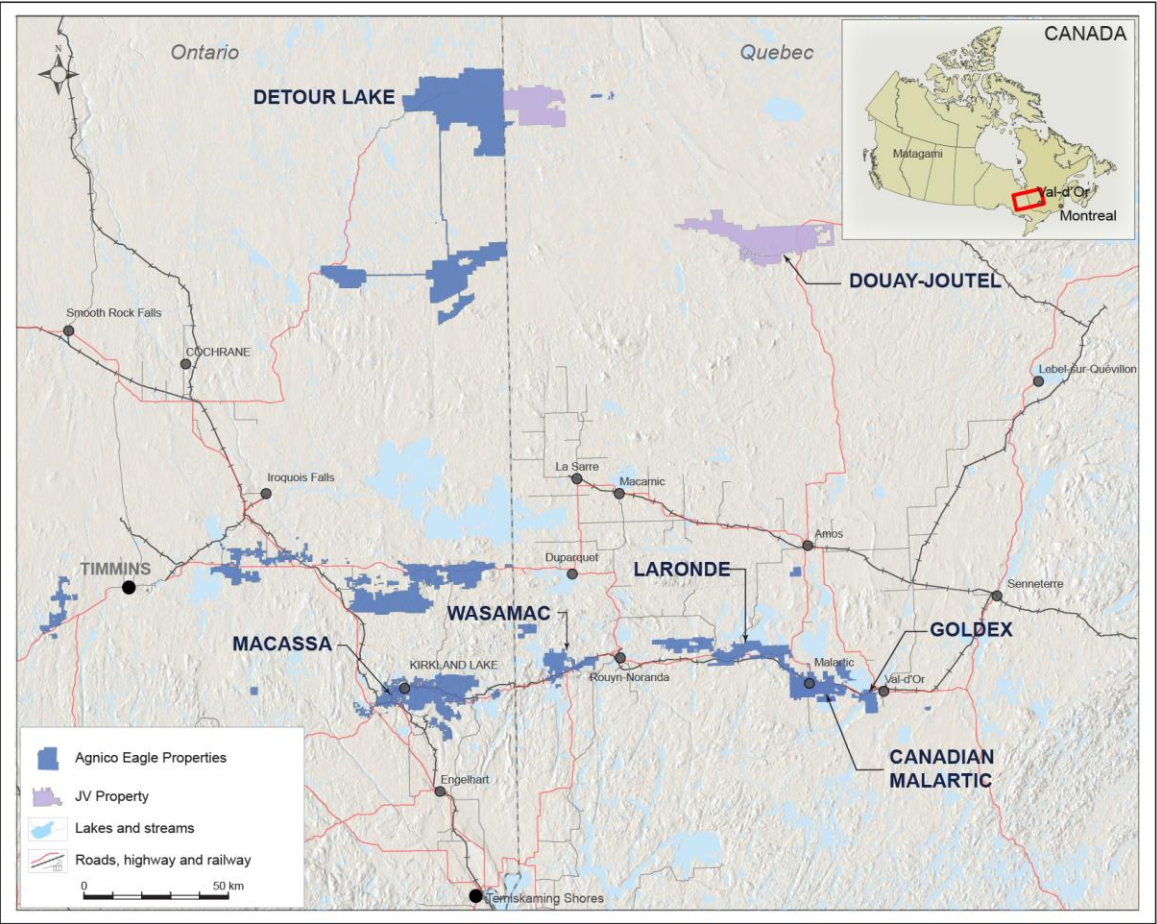 Ontario
Quebec
CANADA
N
DETOUR LAKE
Matagami
Val-d'Or
Montreal
DOUAY-JOUTEL
Smooth Rock Falls
COCHRANE
Lebel-sur-Quévillon
Iroquois Falls
La Sarre
Macamic
Amos
TIMMINS
Duparquet
LARONDE
Senneterre
WASAMAC
GOLDEX
MACASSA
KIRKLAND LAKE
Rouyn-Noranda
Malartic
Val-d'Or
CANADIAN
MALARTIC
Engelhart
Temiskaming Shores
Agnico Eagle Properties
JV Property
Lakes and streams
Roads, highway and railway
0 50 km